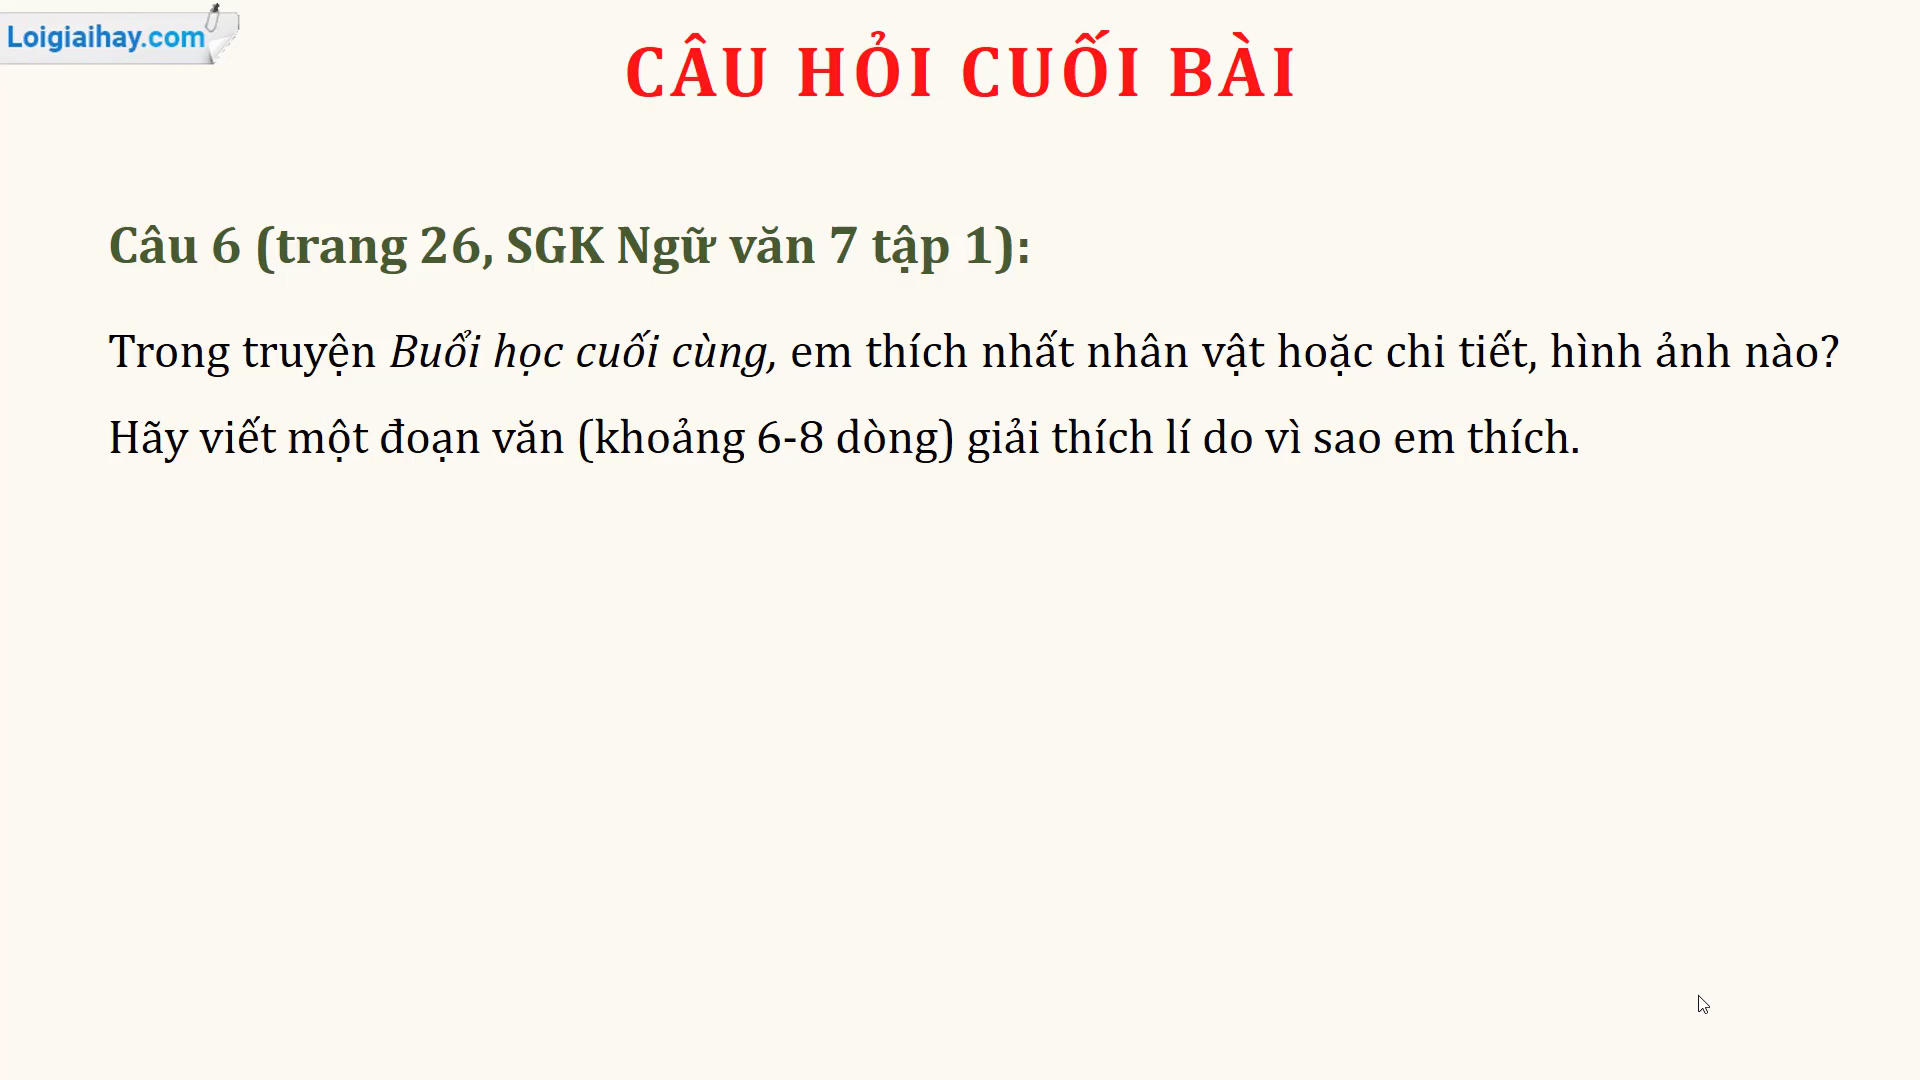 Loigiaihay.com
CÂU HỎI CUỐI BÀI
Câu 6 (trang 26, SGK Ngữ văn 7 tập 1):
Trong truyện Buổi học cuối cùng, em thích nhất nhân vật hoặc chi tiết, hình ảnh nào?
Hãy viết một đoạn văn (khoảng 6-8 dòng) giải thích lí do vì sao em thích.